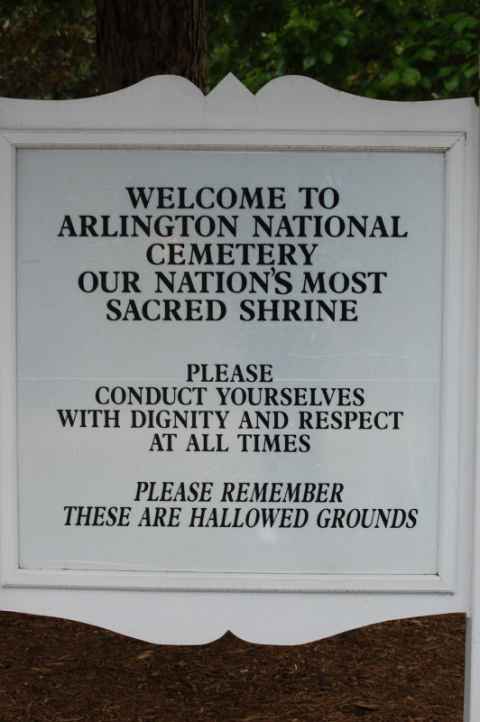 WELCOME TO
ARLINGTON NATIONAL
CEMETERY
OUR NATION'S MOST
SACRED SHRINE
PLEASE
CONDUCT YOURSELVES
WITH DIGNITY AND RESPECT
AT ALL TIMES
PLEASE REMEMBER
THESE ARE HALLOWED GROUNDS